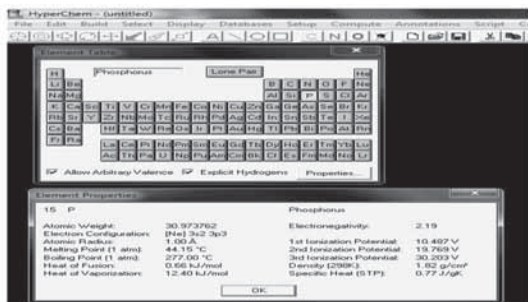 HyperChem - (untitled)
File Edit Build Select Display Databases Setup Compute Annotations Script
Element Table
Phosphorus
Lone Pair
H He
Li Be B C N O F Ne
Na Mg Al Si P S Cl Ar
K Ca Sc Ti V Cr Mn Fe Co Cu Zn Ga Ge As Se Br Kr
Rb Sr Y Zr Nb Mo Tc Ru Rh Pd Ag Cd In Sn Sb Te I Xe
Cs Ba Hf Ta W Re Os Ir Pt Au Hg Tl Pb Bi Po At Rn
Fr Ra
La Ce Pr Nd Pm Sm Eu Gd Tb Dy Ho Er Tm Yb Lu
Ac Th Pa U Np Pu Am Cm Bk Cf Es Fm Md No Lr
Allow Arbitrary Valence Explicit Hydrogens Properties...
Element Properties
15 P Phosphorus
Atomic Weight: 30.973762 Electronegativity: 2.19
Electron Configuration: [Ne] 3s2 3p3
Atomic Radius: 1.00 Å 1st Ionization Potential: 10.487 V
Melting Point (1 atm): 44.15 °C 2nd Ionization Potential: 19.769 V
Boiling Point (1 atm): 277.00 °C 3rd Ionization Potential: 30.203 V
Heat of Fusion: 0.66 kJ/mol Density (298K): 1.82 g/cm³
Heat of Vaporization: 12.40 kJ/mol Specific Heat (STP): 0.77 J/gK
OK